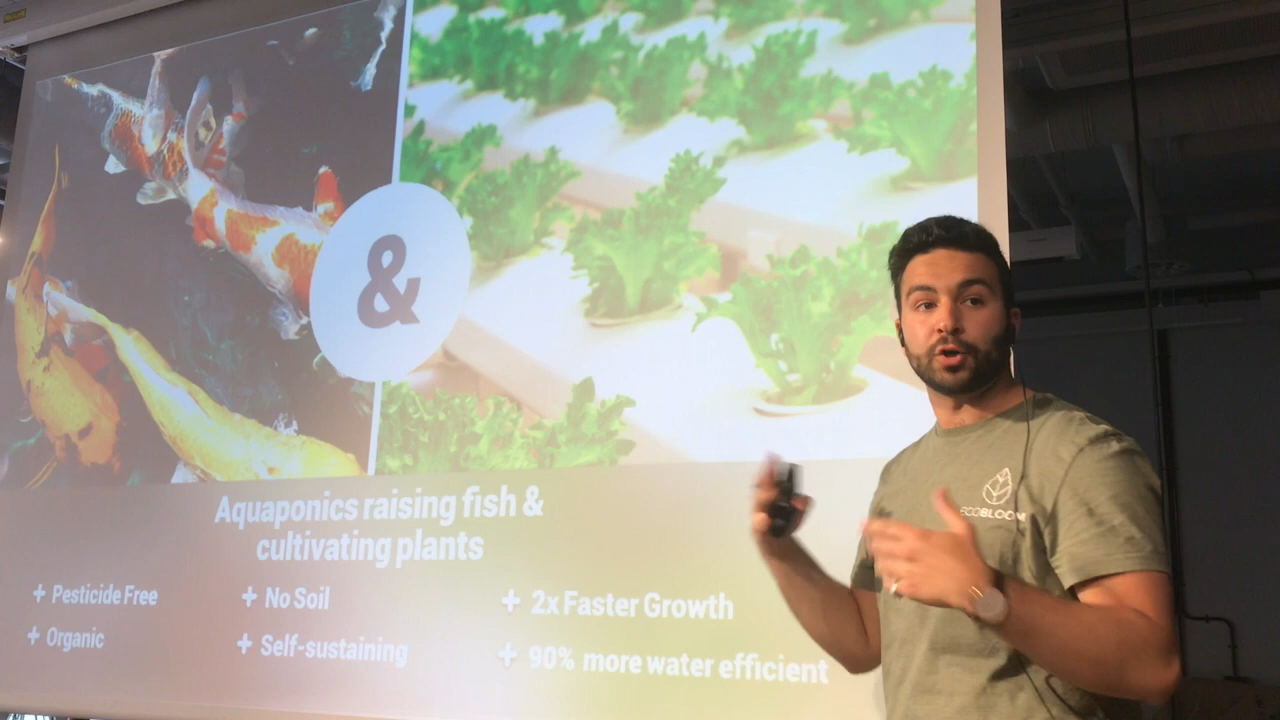 &
Aquaponics raising fish &
cultivating plants
+ Pesticide Free
+ Organic
+ No Soil
+ Self-sustaining
+ 2x Faster Growth
+ 90% more water efficient
ECOBLOOM